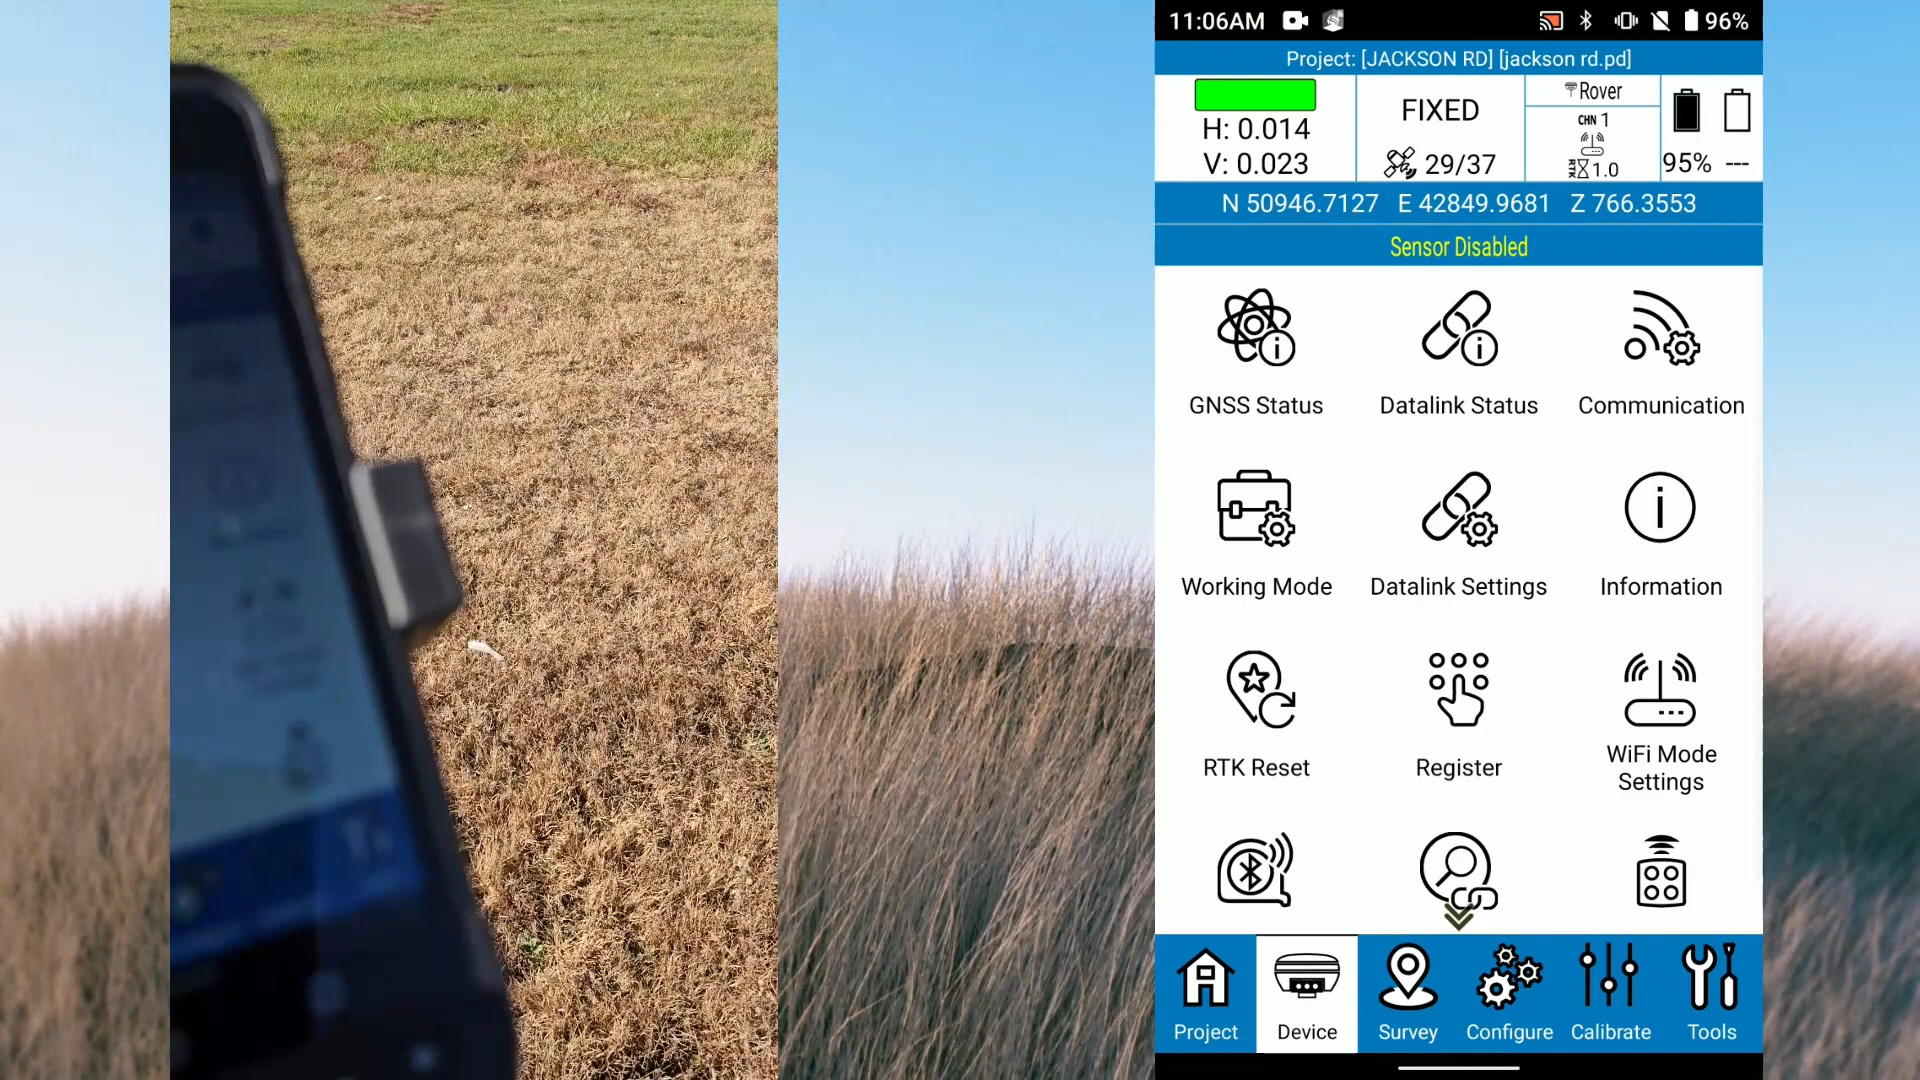 11:06AM 96%
Project: [JACKSON RD] [jackson rd.pd]
H: 0.014
V: 0.023
FIXED
29/37
Rover
CHN 1
RTK 1.0
95% ---
N 50946.7127 E 42849.9681 Z 766.3553
Sensor Disabled
GNSS Status Datalink Status Communication
Working Mode Datalink Settings Information
RTK Reset Register WiFi Mode Settings
Project Device Survey Configure Calibrate Tools